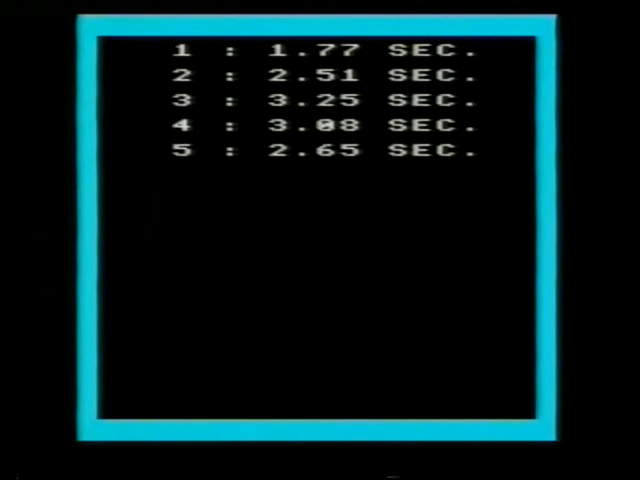 1 : 1.77 SEC.
2 : 2.51 SEC.
3 : 3.25 SEC.
4 : 3.08 SEC.
5 : 2.65 SEC.